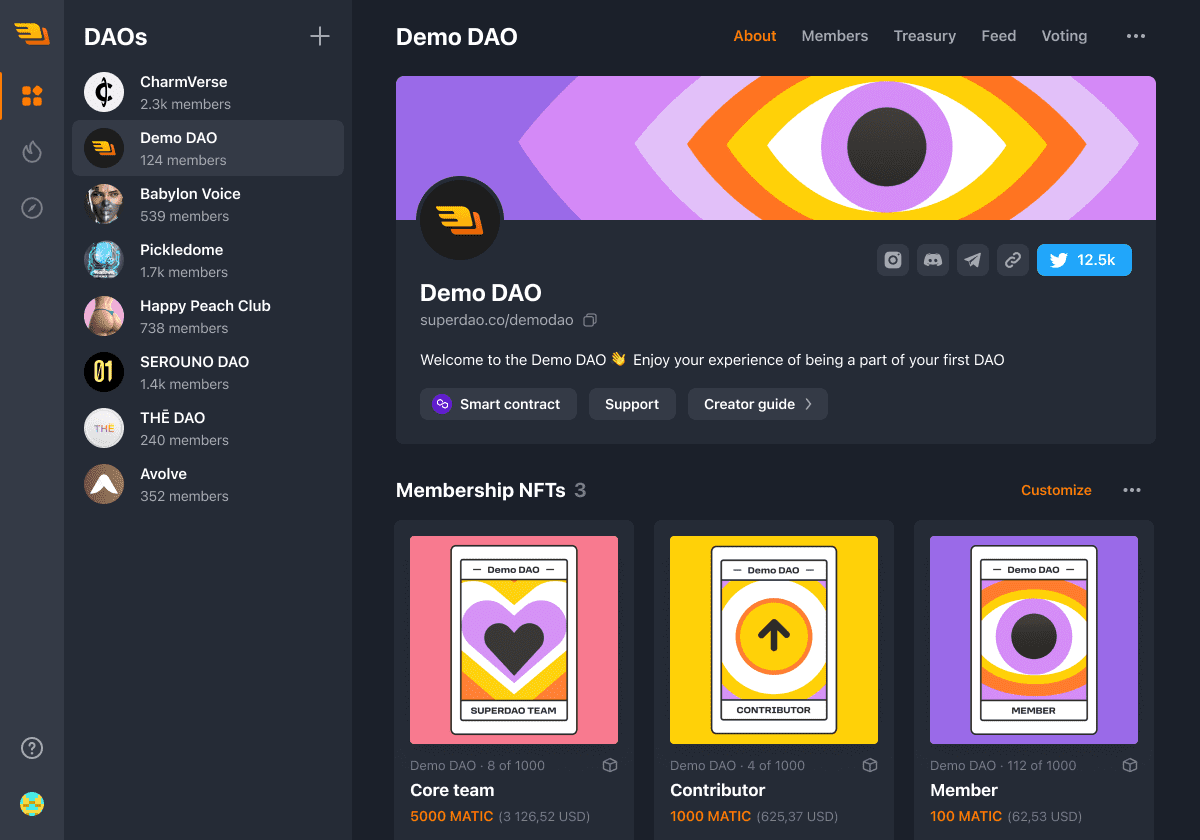 DAOs
CharmVerse
2.3k members
Demo DAO
124 members
Babylon Voice
539 members
Pickledome
1.7k members
Happy Peach Club
738 members
01
SEROUNO DAO
1.4k members
THĒ
THĒ DAO
240 members
Avolve
352 members
Demo DAO
About Members Treasury Feed Voting
12.5k
Demo DAO
superdao.co/demodao
Welcome to the Demo DAO 👋 Enjoy your experience of being a part of your first DAO
Smart contract Support Creator guide
Membership NFTs 3
Customize
— Demo DAO —
SUPERDAO TEAM
Demo DAO · 8 of 1000
Core team
5000 MATIC (3 126,52 USD)
— Demo DAO —
CONTRIBUTOR
Demo DAO · 4 of 1000
Contributor
1000 MATIC (625,37 USD)
— Demo DAO —
MEMBER
Demo DAO · 112 of 1000
Member
100 MATIC (62,53 USD)